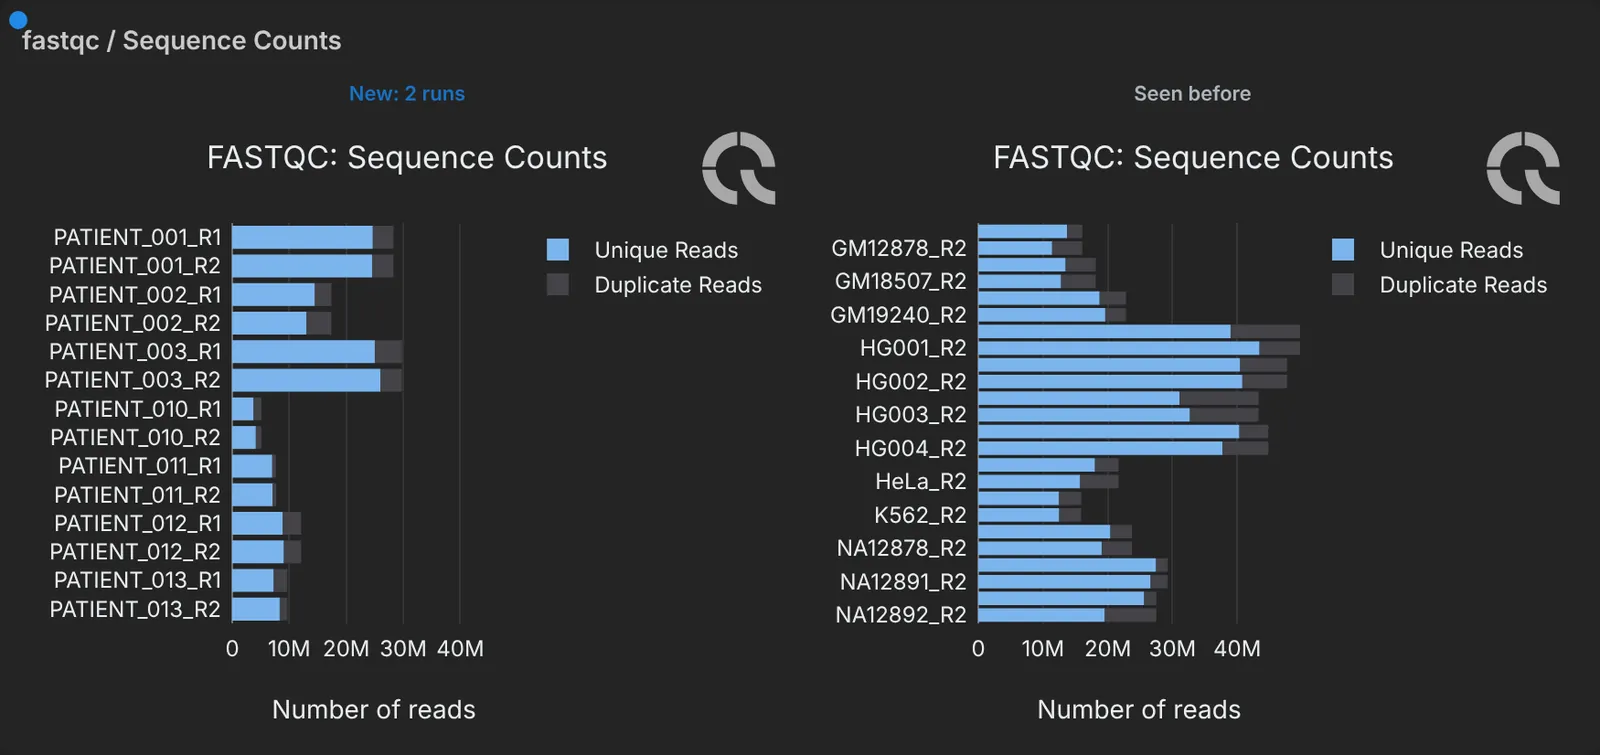 fastqc / Sequence Counts
New: 2 runs
FASTQC: Sequence Counts
PATIENT_001_R1
PATIENT_001_R2
PATIENT_002_R1
PATIENT_002_R2
PATIENT_003_R1
PATIENT_003_R2
PATIENT_010_R1
PATIENT_010_R2
PATIENT_011_R1
PATIENT_011_R2
PATIENT_012_R1
PATIENT_012_R2
PATIENT_013_R1
PATIENT_013_R2
0 10M 20M 30M 40M
Number of reads
Unique Reads
Duplicate Reads
Seen before
FASTQC: Sequence Counts
GM12878_R2
GM18507_R2
GM19240_R2
HG001_R2
HG002_R2
HG003_R2
HG004_R2
HeLa_R2
K562_R2
NA12878_R2
NA12891_R2
NA12892_R2
0 10M 20M 30M 40M
Number of reads
Unique Reads
Duplicate Reads